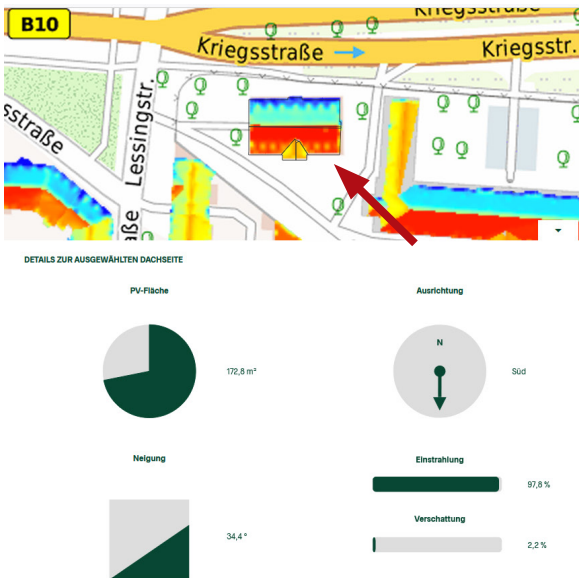 Kriegsstraße
B10
Kriegsstraße
Kriegsstr.
Lessingstr.
sstraße
aße
DETAILS ZUR AUSGEWÄHLTEN DACHSEITE
PV-Fläche
Ausrichtung
N
172,8 m²
Süd
Neigung
Einstrahlung
97,8 %
34,4 °
Verschattung
2,2 %